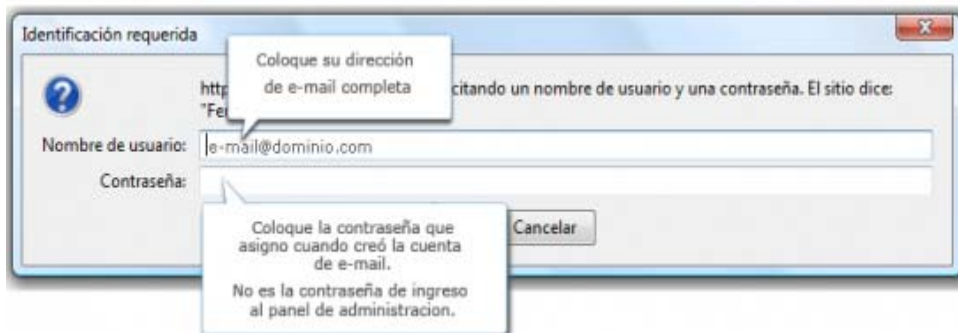 Identificación requerida
Coloque su dirección
de e-mail completa
http citando un nombre de usuario y una contraseña. El sitio dice:
"Fe
Nombre de usuario: e-mail@dominio.com
Contraseña:
Coloque la contraseña que
asigno cuando creó la cuenta
de e-mail.
No es la contraseña de ingreso
al panel de administracion.
Cancelar